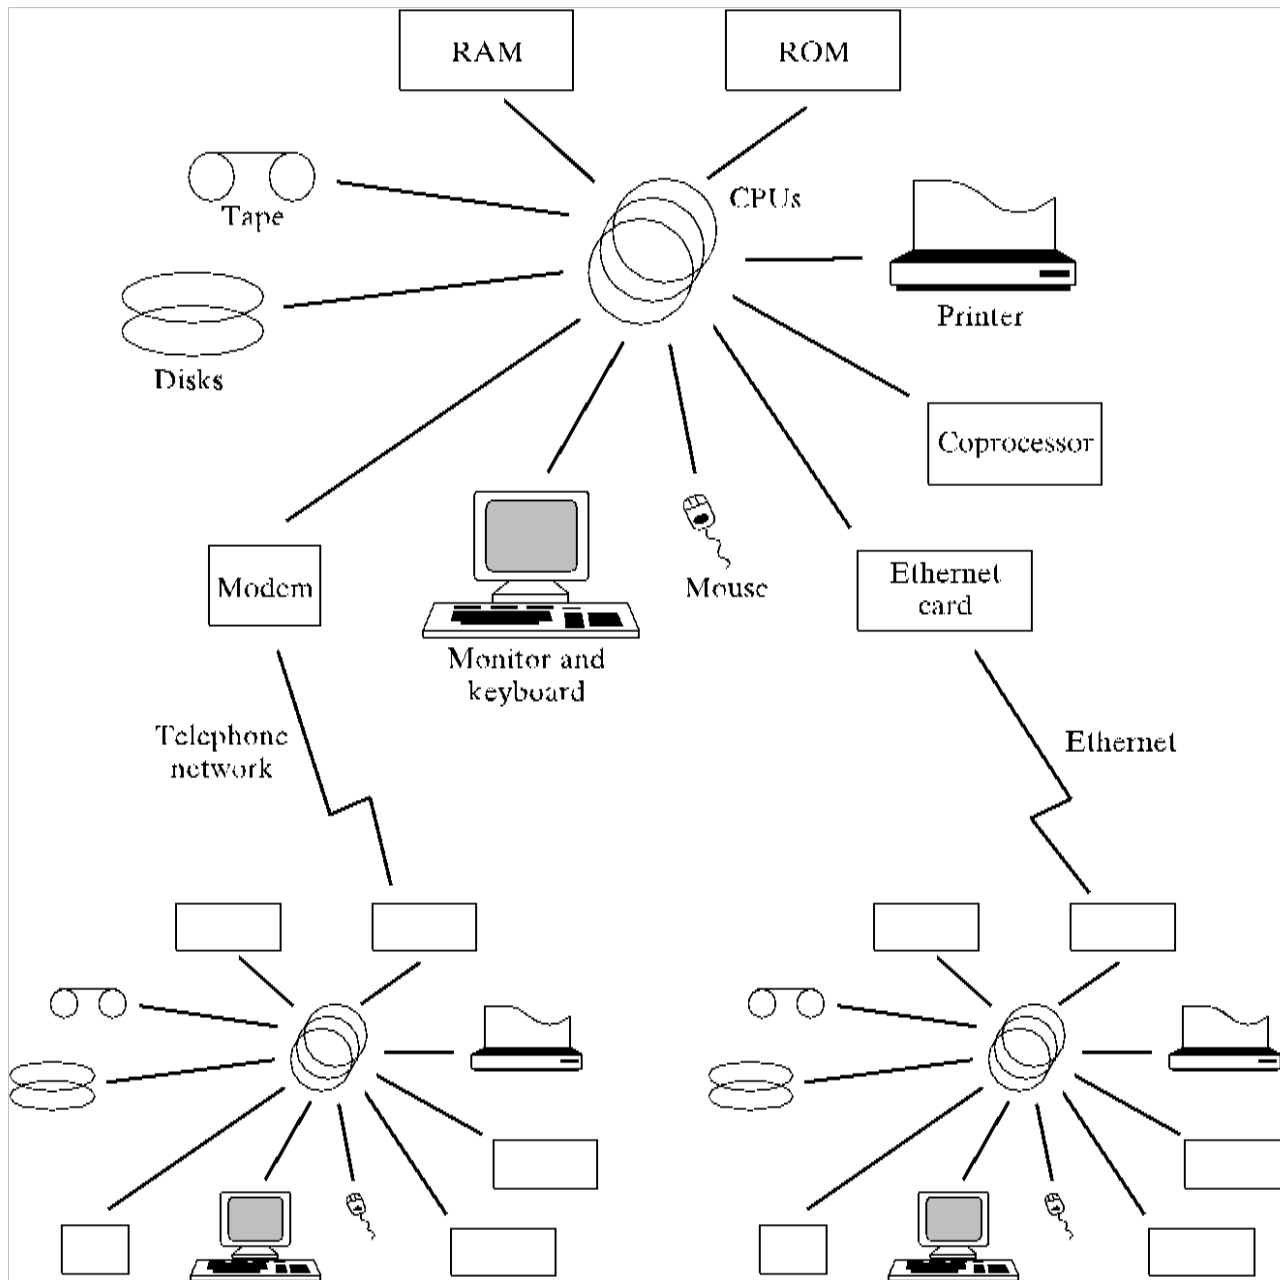 RAM
ROM
CPUs
Tape
Printer
Disks
Coprocessor
Modem
Mouse
Ethernet
card
Monitor and
keyboard
Telephone
network
Ethernet